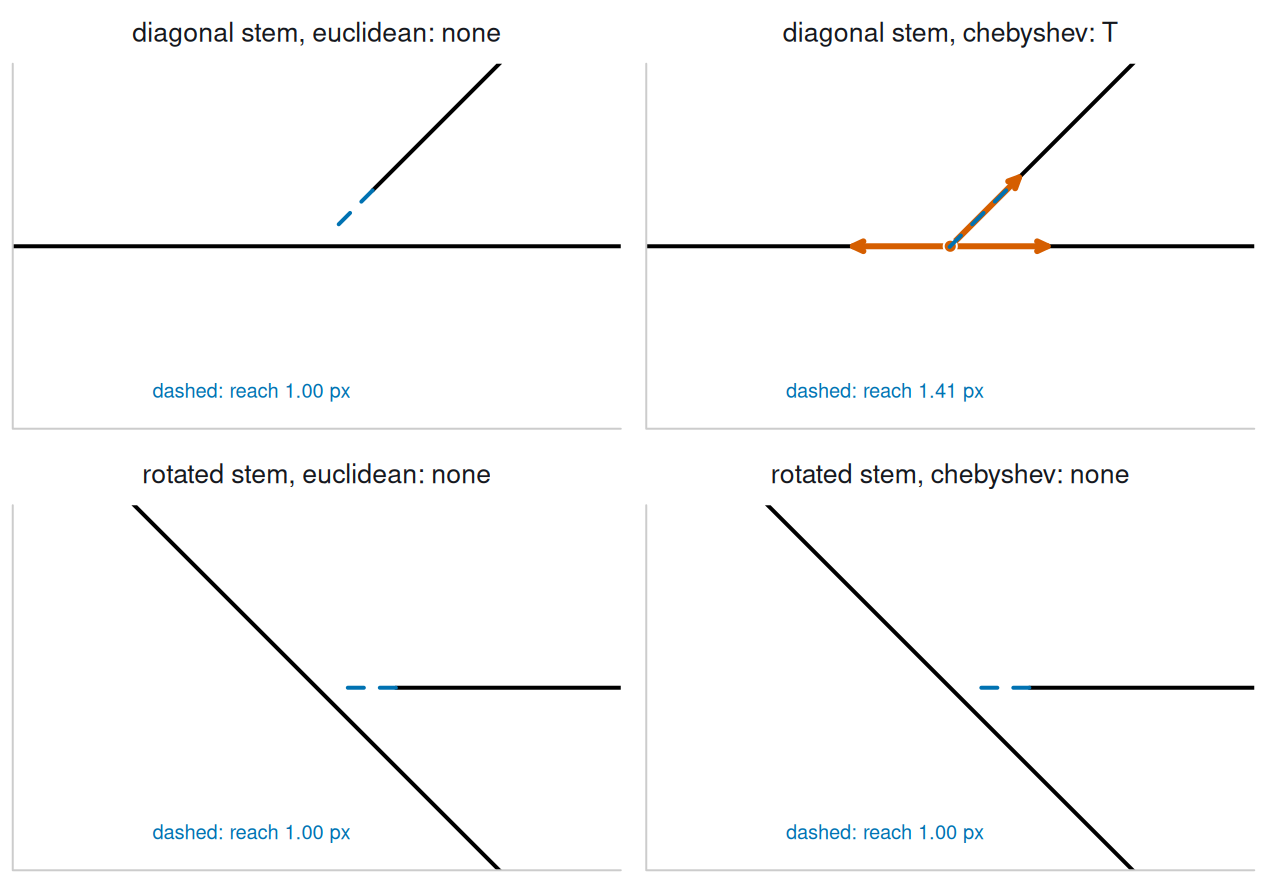 diagonal stem, euclidean: none
diagonal stem, chebyshev: T
dashed: reach 1.00 px
dashed: reach 1.41 px
rotated stem, euclidean: none
rotated stem, chebyshev: none
dashed: reach 1.00 px
dashed: reach 1.00 px